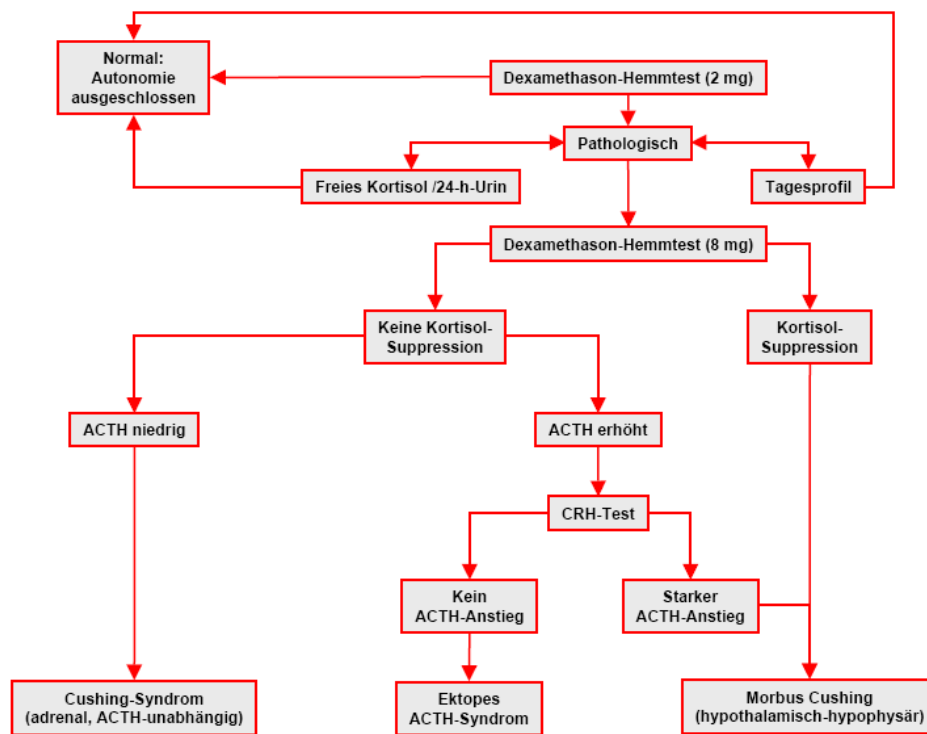 Normal:
Autonomie
ausgeschlossen
Dexamethason-Hemmtest (2 mg)
Pathologisch
Freies Kortisol /24-h-Urin
Tagesprofil
Dexamethason-Hemmtest (8 mg)
Keine Kortisol-
Suppression
Kortisol-
Suppression
ACTH niedrig
ACTH erhöht
CRH-Test
Kein
ACTH-Anstieg
Starker
ACTH-Anstieg
Cushing-Syndrom
(adrenal, ACTH-unabhängig)
Ektopes
ACTH-Syndrom
Morbus Cushing
(hypothalamisch-hypophysär)